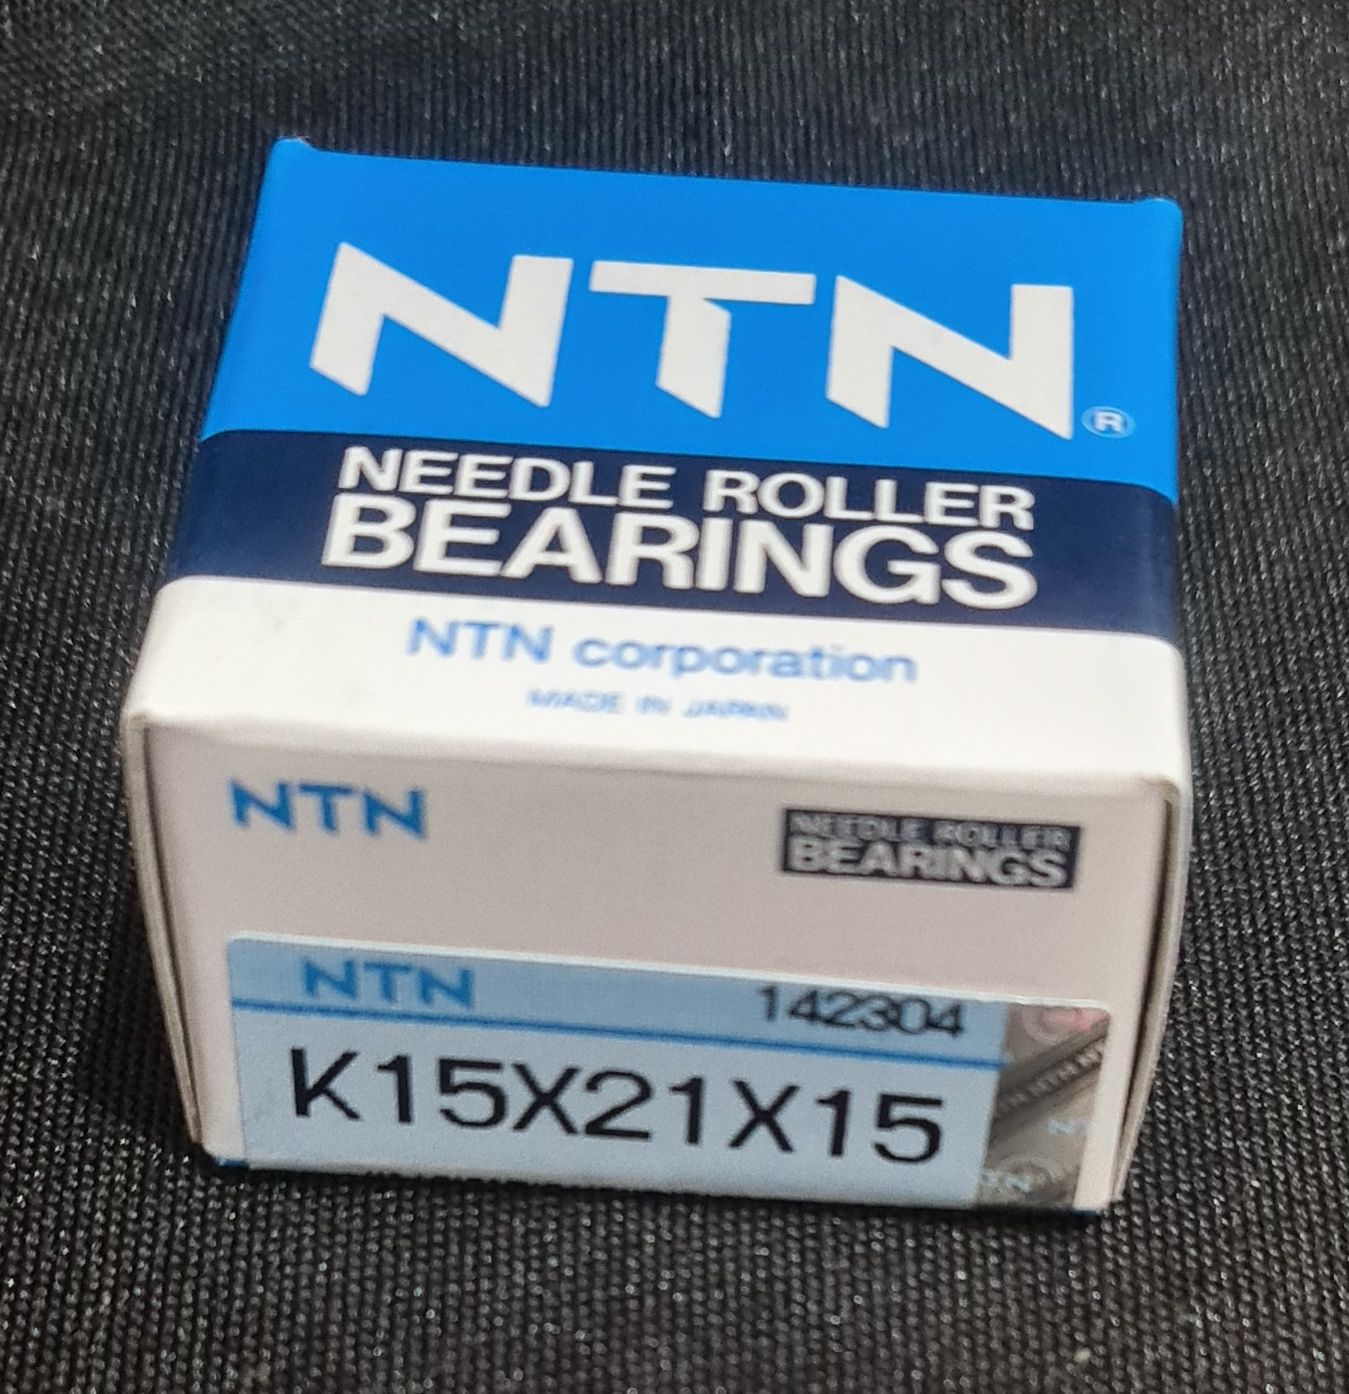 NTN®
NEEDLE ROLLER
BEARINGS
NTN corporation
MADE IN JAPAN
NTN
NEEDLE ROLLER
BEARINGS
NTN 142304
K15X21X15